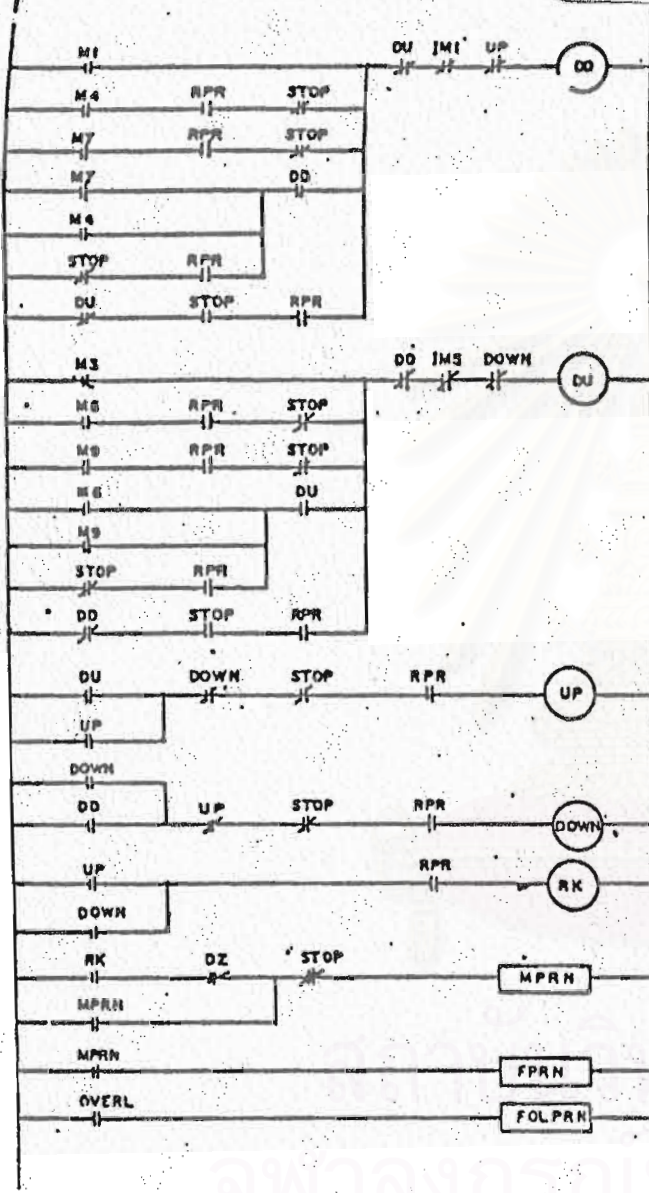 M1 DU IM1 UP DD
M4 RPR STOP
M7 RPR STOP
M7 DD
M4
STOP RPR
DU STOP RPR
M3 DD IMS DOWN DU
M6 RPR STOP
M9 RPR STOP
M6 DU
M9
STOP RPR
DD STOP RPR
DU DOWN STOP RPR UP
UP
DOWN
DD UP STOP RPR DOWN
UP RPR RK
DOWN
RK DZ STOP MPRN
MPRN
MPRN FPRN
OVERL FOLPRN